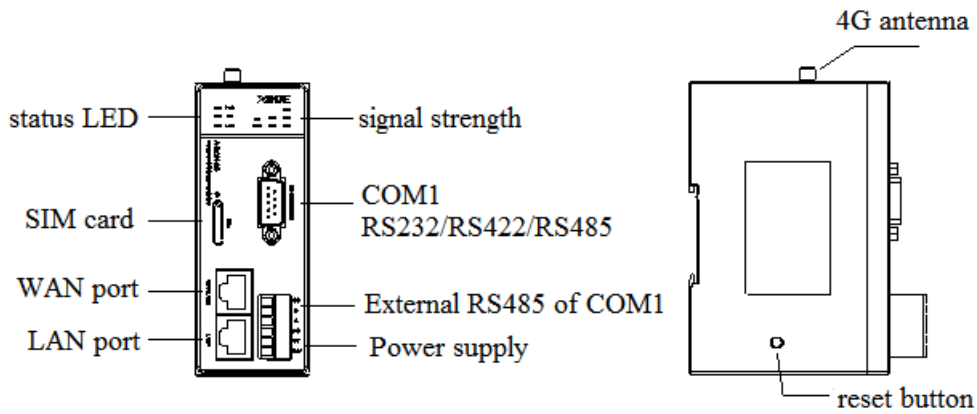 4G antenna
status LED
signal strength
SIM card
COM1
RS232/RS422/RS485
WAN port
External RS485 of COM1
LAN port
Power supply
reset button